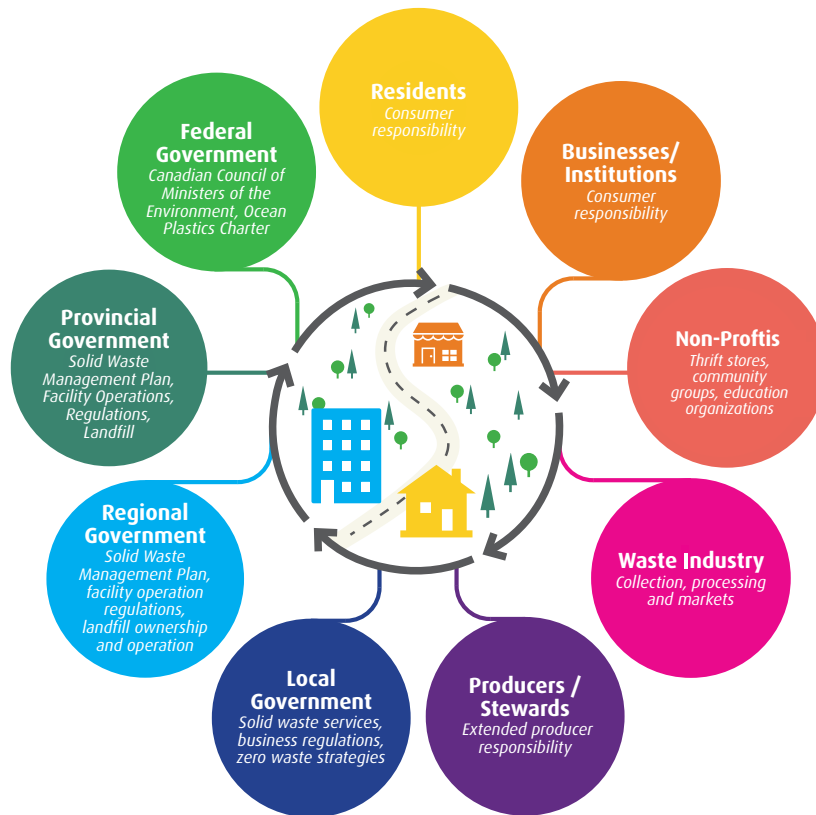 Residents
Consumer
responsibility
Businesses/
Institutions
Consumer
responsibility
Non-Proftis
Thrift stores,
community
groups, education
organizations
Waste Industry
Collection, processing
and markets
Producers /
Stewards
Extended producer
responsibility
Local
Government
Solid waste services,
business regulations,
zero waste strategies
Regional
Government
Solid Waste
Management Plan,
facility operation
regulations,
landfill ownership
and operation
Provincial
Government
Solid Waste
Management Plan,
Facility Operations,
Regulations,
Landfill
Federal
Government
Canadian Council of
Ministers of the
Environment, Ocean
Plastics Charter